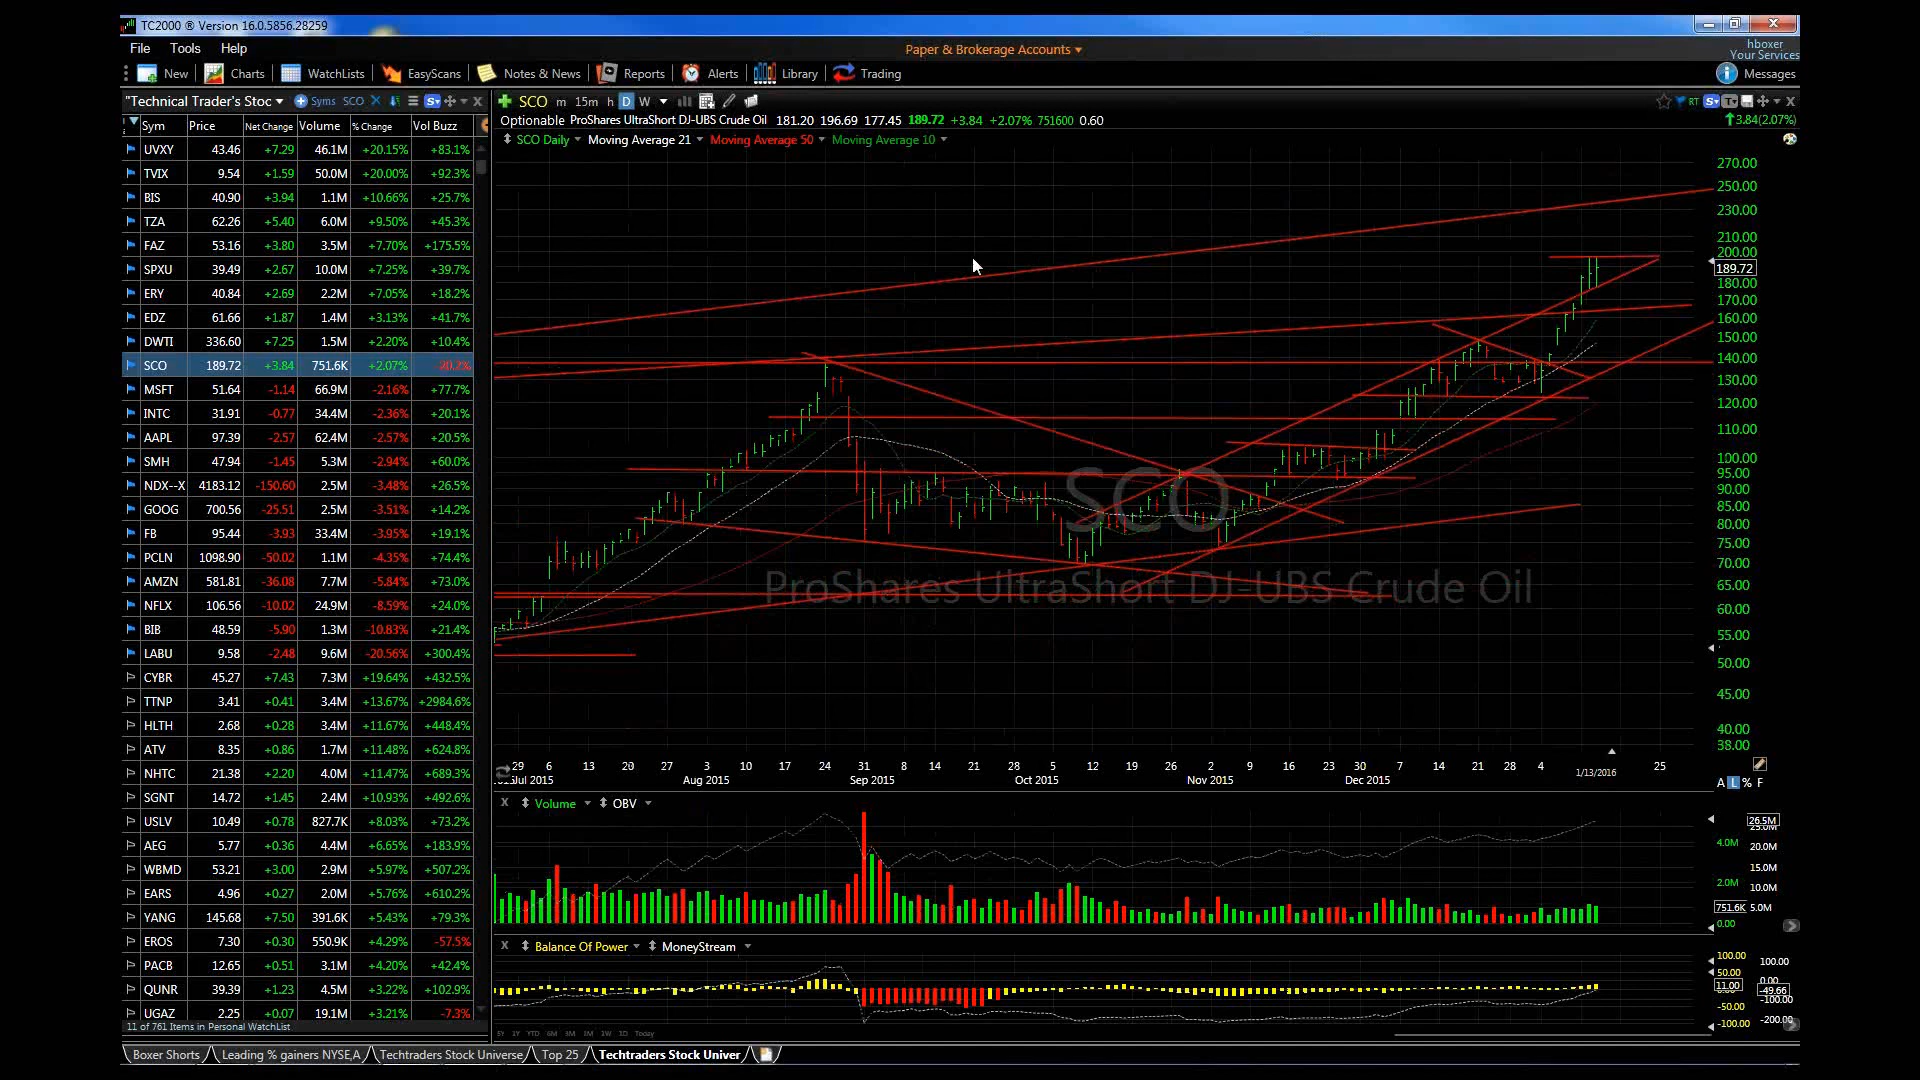 TC2000 ® Version 16.0.5856.28259
File Tools Help
Paper & Brokerage Accounts
hboxer
Your Services
New Charts WatchLists EasyScans Notes & News Reports Alerts Library Trading
Messages
"Technical Trader's Stoc Syms SCO
SCO m 15m h D W
RT
Sym Price Net Change Volume % Change Vol Buzz
Optionable ProShares UltraShort DJ-UBS Crude Oil 181.20 196.69 177.45 189.72 +3.84 +2.07% 751600 0.60
3.84(2.07%)
SCO Daily Moving Average 21 Moving Average 50 Moving Average 10
UVXY 43.46 +7.29 46.1M +20.15% +83.1%
TVIX 9.54 +1.59 50.0M +20.00% +92.3%
BIS 40.90 +3.94 1.1M +10.66% +25.7%
TZA 62.26 +5.40 6.0M +9.50% +45.3%
FAZ 53.16 +3.80 3.5M +7.70% +175.5%
SPXU 39.49 +2.67 10.0M +7.25% +39.7%
ERY 40.84 +2.69 2.2M +7.05% +18.2%
EDZ 61.66 +1.87 1.4M +3.13% +41.7%
DWTI 336.60 +7.25 1.5M +2.20% +10.4%
SCO 189.72 +3.84 751.6K +2.07% -20.2%
MSFT 51.64 -1.14 66.9M -2.16% +77.7%
INTC 31.91 -0.77 34.4M -2.36% +20.1%
AAPL 97.39 -2.57 62.4M -2.57% +20.5%
SMH 47.94 -1.45 5.3M -2.94% +60.0%
NDX--X 4183.12 -150.60 2.5M -3.48% +26.5%
GOOG 700.56 -25.51 2.5M -3.51% +14.2%
FB 95.44 -3.93 33.4M -3.95% +19.1%
PCLN 1098.90 -50.02 1.1M -4.35% +74.4%
AMZN 581.81 -36.08 7.7M -5.84% +73.0%
NFLX 106.56 -10.02 24.9M -8.59% +24.0%
BIB 48.59 -5.90 1.3M -10.83% +21.4%
LABU 9.58 -2.48 9.6M -20.56% +300.4%
CYBR 45.27 +7.43 7.3M +19.64% +432.5%
TTNP 3.41 +0.41 3.4M +13.67% +2984.6%
HLTH 2.68 +0.28 3.4M +11.67% +448.4%
ATV 8.35 +0.86 1.7M +11.48% +624.8%
NHTC 21.38 +2.20 4.0M +11.47% +689.3%
SGNT 14.72 +1.45 2.4M +10.93% +492.6%
USLV 10.49 +0.78 827.7K +8.03% +73.2%
AEG 5.77 +0.36 4.4M +6.65% +183.9%
WBMD 53.21 +3.00 2.9M +5.97% +507.2%
EARS 4.96 +0.27 2.0M +5.76% +610.2%
YANG 145.68 +7.50 391.6K +5.43% +79.3%
EROS 7.30 +0.30 550.9K +4.29% -57.5%
PACB 12.65 +0.51 3.1M +4.20% +42.4%
QUNR 39.39 +1.23 4.5M +3.22% +102.9%
UGAZ 2.25 +0.07 19.1M +3.21% -7.3%
11 of 761 Items in Personal WatchList
270.00
250.00
230.00
210.00
200.00
189.72
180.00
170.00
160.00
150.00
140.00
130.00
120.00
110.00
100.00
95.00
90.00
85.00
80.00
75.00
70.00
65.00
60.00
55.00
50.00
45.00
40.00
38.00
SCO
ProShares UltraShort DJ-UBS Crude Oil
29 6 13 20 27 3 10 17 24 31 8 14 21 28 5 12 19 26 2 9 16 23 30 7 14 21 28 4 1/13/2016 25
Jul 2015 Aug 2015 Sep 2015 Oct 2015 Nov 2015 Dec 2015
A L % F
X Volume OBV
26.5M
25.0M
4.0M 20.0M
15.0M
2.0M 10.0M
751.6K 5.0M
0.00
X Balance Of Power MoneyStream
100.00 100.00
50.00 0.00
11.00 -49.66
-50.00 -100.00
-100.00 -200.00
5Y 1Y YTD 6M 3M 1M 1W 1D Today
Boxer Shorts Leading % gainers NYSE,A Techtraders Stock Universe Top 25 Techtraders Stock Univer